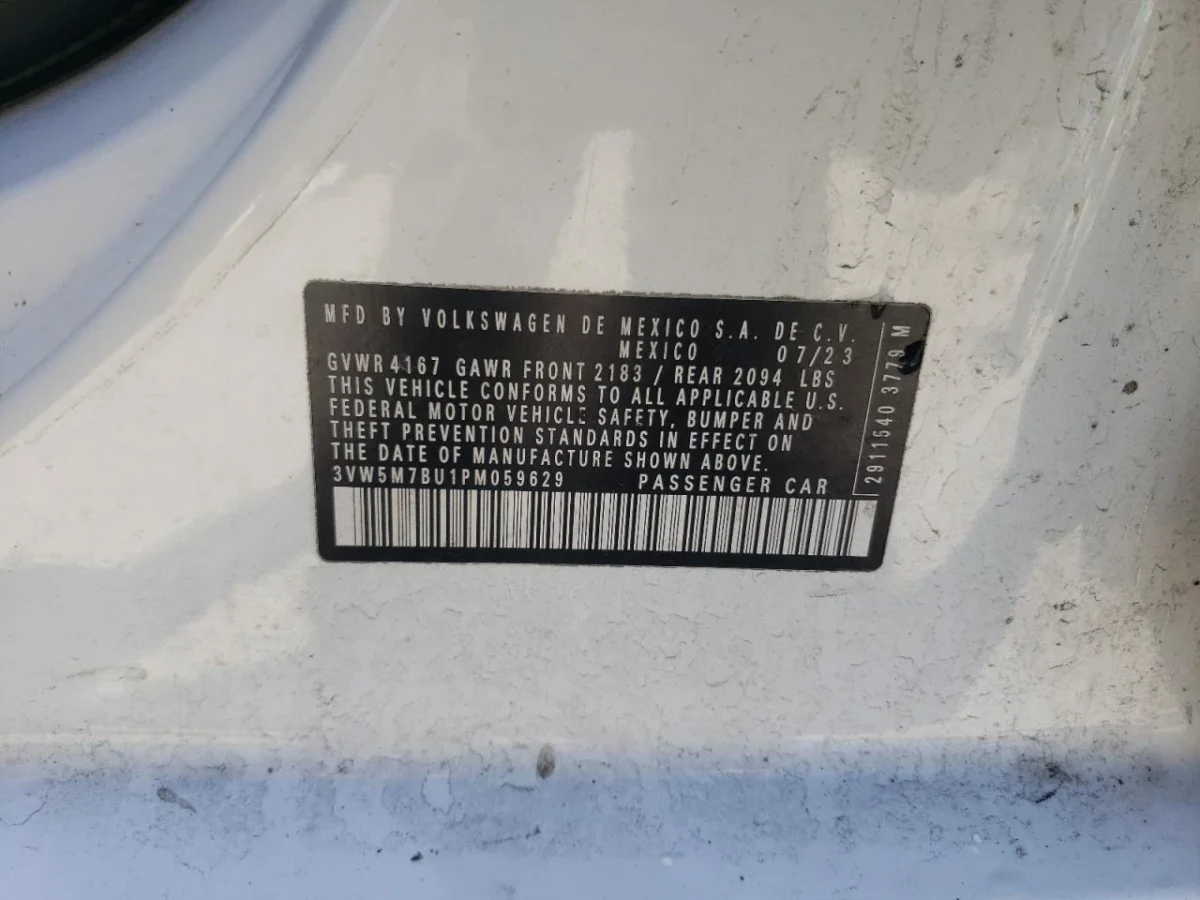 MFD BY VOLKSWAGEN DE MEXICO S.A. DE C.V.
MEXICO 07/23
GVWR 4167 GAWR FRONT 2183 / REAR 2094 LBS
THIS VEHICLE CONFORMS TO ALL APPLICABLE U.S.
FEDERAL MOTOR VEHICLE SAFETY, BUMPER AND
THEFT PREVENTION STANDARDS IN EFFECT ON
THE DATE OF MANUFACTURE SHOWN ABOVE.
3VW5M7BU1PM059629 PASSENGER CAR
2911540 3779 M